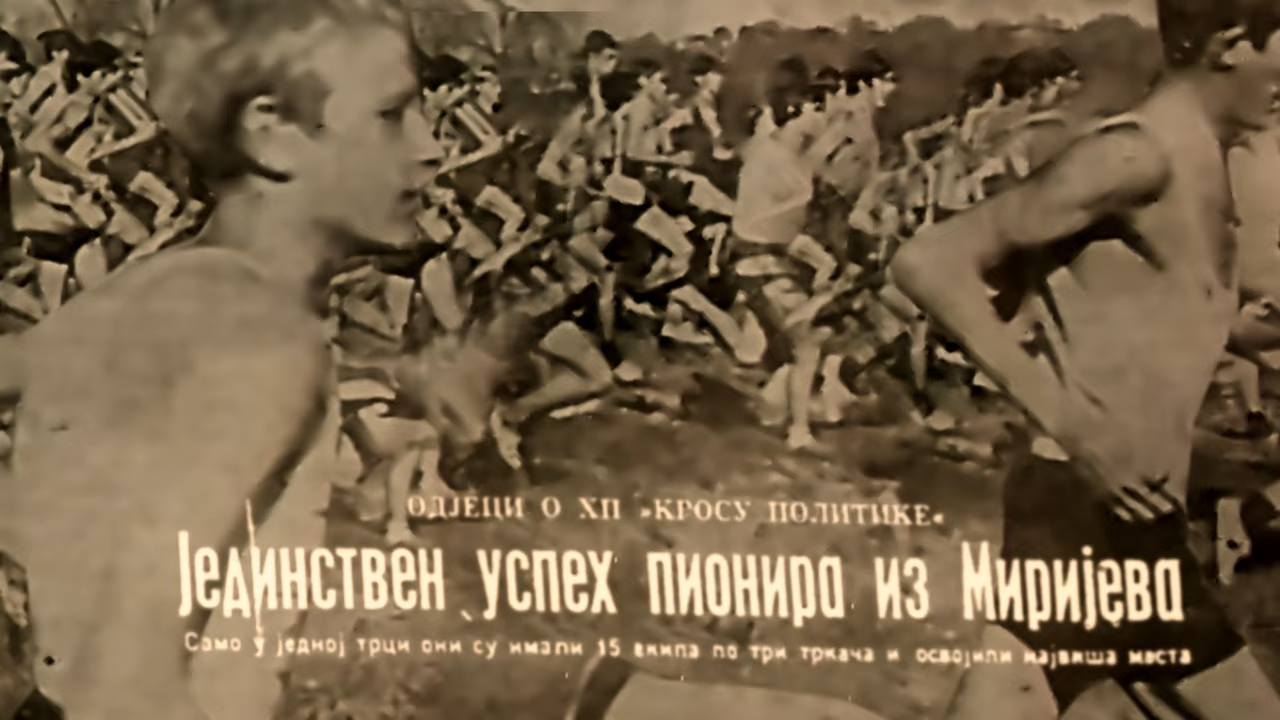 ОДЈЕЦИ О XII »КРОСУ ПОЛИТИКЕ«
Јединствен успех пионира из Миријева
Само у једној трци они су имали 15 екипа по три тркача и освојили највиша места